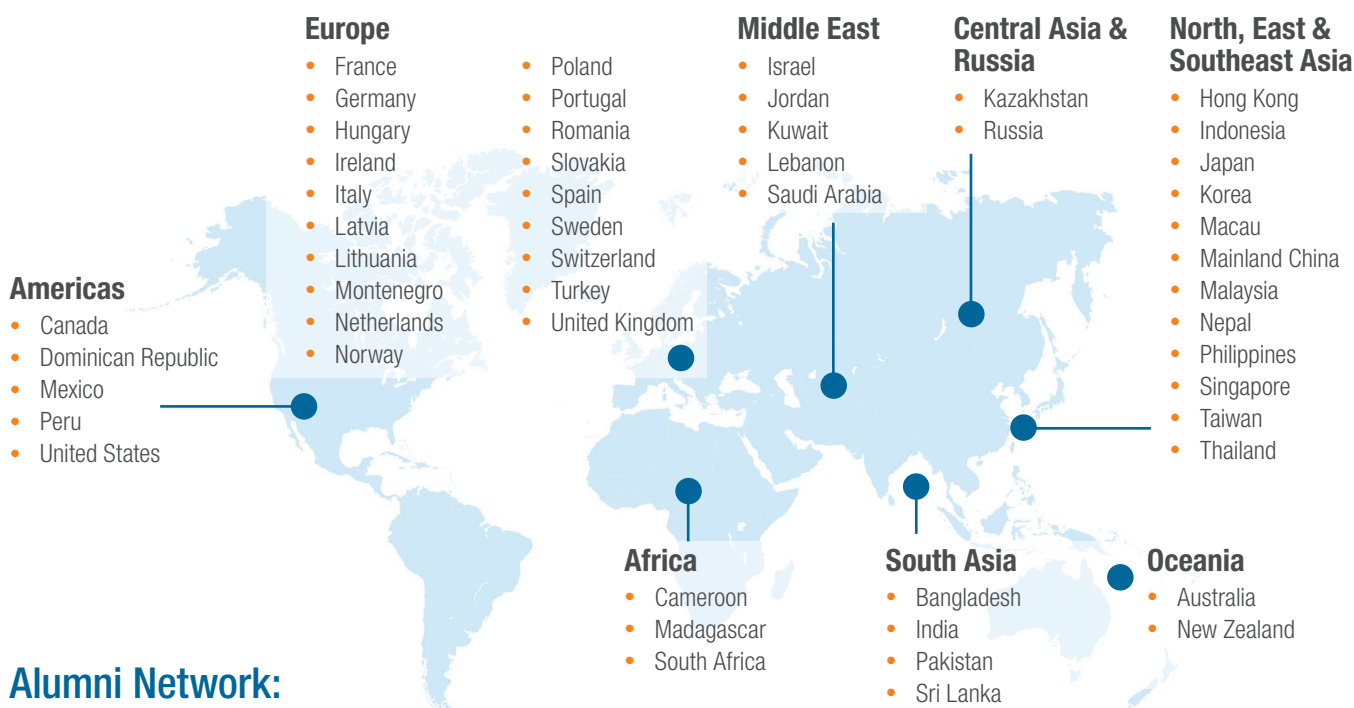 Europe
• France
• Germany
• Hungary
• Ireland
• Italy
• Latvia
• Lithuania
• Montenegro
• Netherlands
• Norway
• Poland
• Portugal
• Romania
• Slovakia
• Spain
• Sweden
• Switzerland
• Turkey
• United Kingdom
Middle East
• Israel
• Jordan
• Kuwait
• Lebanon
• Saudi Arabia
Central Asia &
Russia
• Kazakhstan
• Russia
North, East &
Southeast Asia
• Hong Kong
• Indonesia
• Japan
• Korea
• Macau
• Mainland China
• Malaysia
• Nepal
• Philippines
• Singapore
• Taiwan
• Thailand
Americas
• Canada
• Dominican Republic
• Mexico
• Peru
• United States
Africa
• Cameroon
• Madagascar
• South Africa
South Asia
• Bangladesh
• India
• Pakistan
• Sri Lanka
Oceania
• Australia
• New Zealand
Alumni Network: